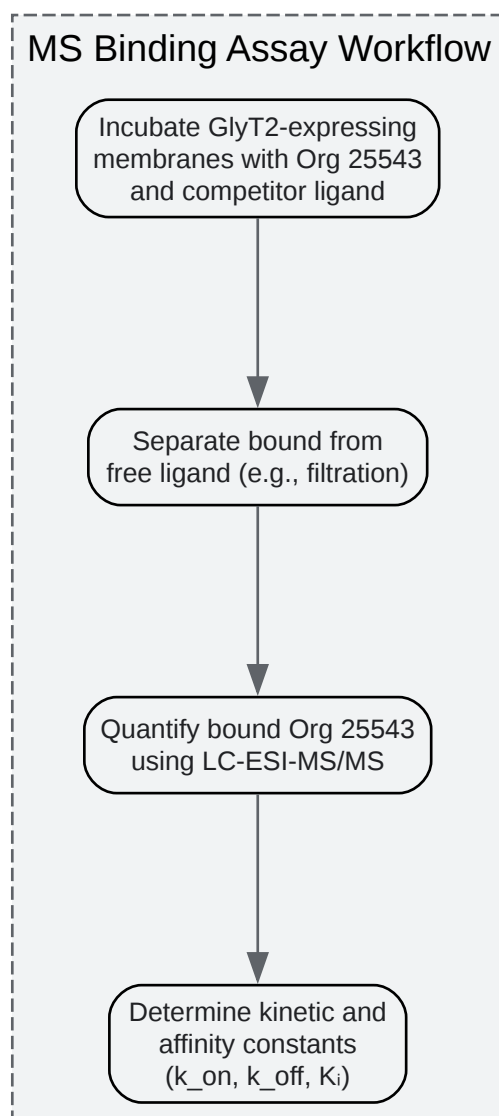 MS Binding Assay Workflow
Incubate GlyT2-expressing
membranes with Org 25543
and competitor ligand
Separate bound from
free ligand (e.g., filtration)
Quantify bound Org 25543
using LC-ESI-MS/MS
Determine kinetic and
affinity constants
(k_on, k_off, Kᵢ)